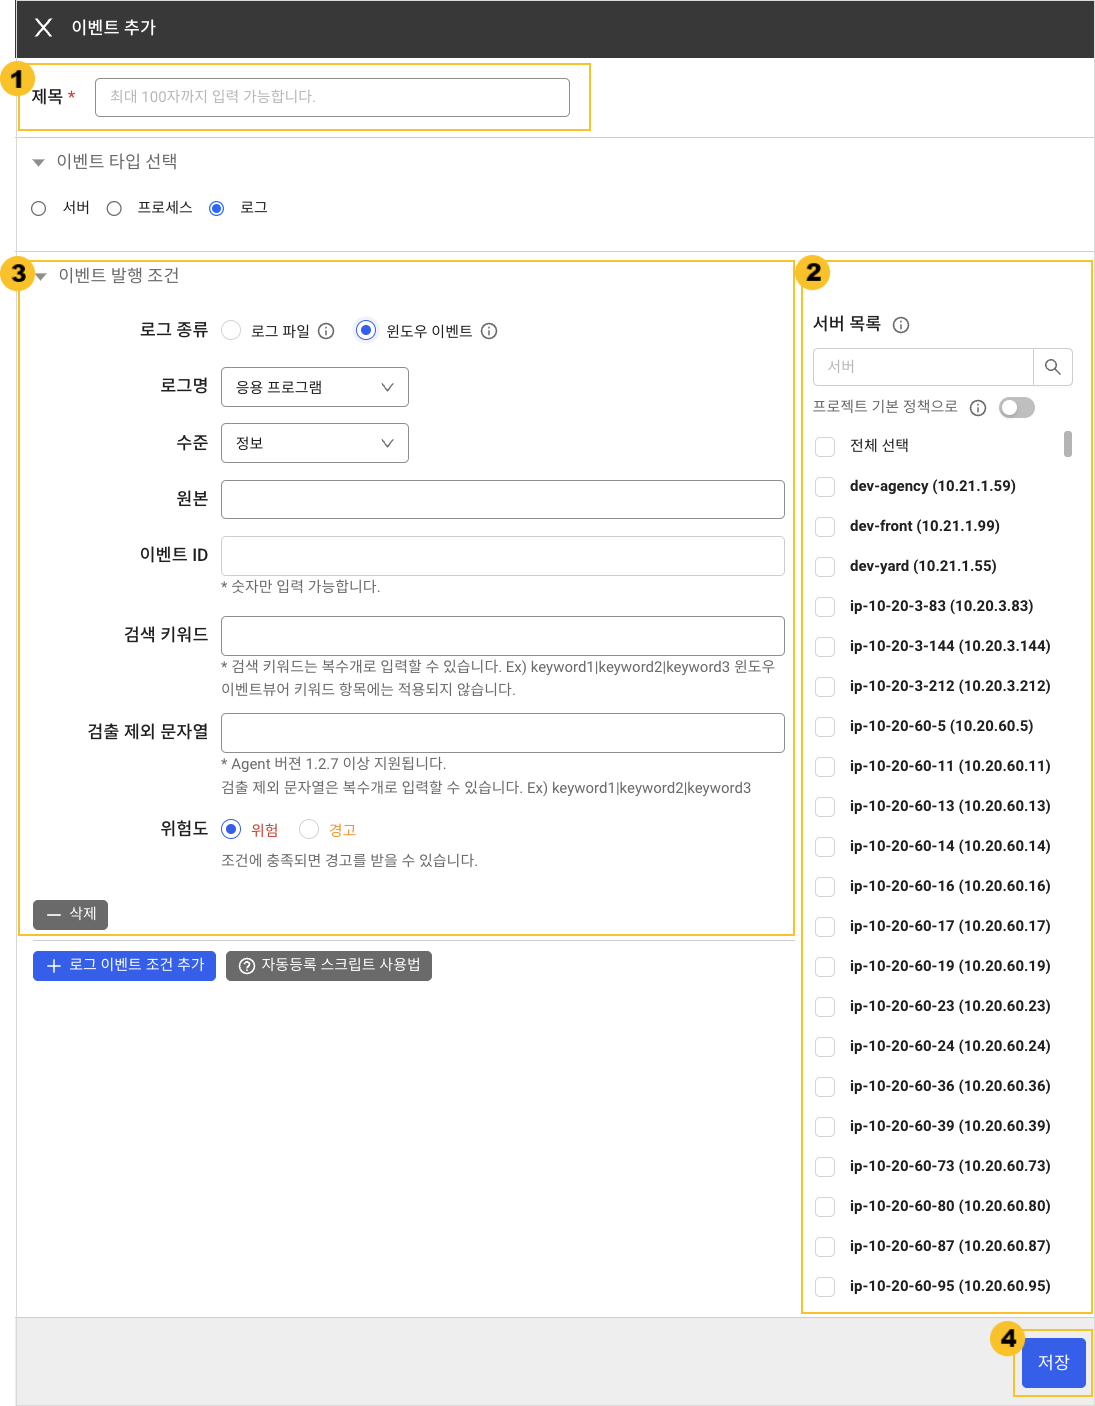 이벤트 추가
1
제목 *
최대 100자까지 입력 가능합니다.
이벤트 타입 선택
서버 프로세스 로그
3
이벤트 발행 조건
로그 종류 로그 파일 윈도우 이벤트
로그명 응용 프로그램
수준 정보
원본
이벤트 ID
* 숫자만 입력 가능합니다.
검색 키워드
* 검색 키워드는 복수개로 입력할 수 있습니다. Ex) keyword1|keyword2|keyword3 윈도우
이벤트뷰어 키워드 항목에는 적용되지 않습니다.
검출 제외 문자열
* Agent 버젼 1.2.7 이상 지원됩니다.
검출 제외 문자열은 복수개로 입력할 수 있습니다. Ex) keyword1|keyword2|keyword3
위험도 위험 경고
조건에 충족되면 경고를 받을 수 있습니다.
삭제
로그 이벤트 조건 추가 자동등록 스크립트 사용법
2
서버 목록
서버
프로젝트 기본 정책으로
전체 선택
dev-agency (10.21.1.59)
dev-front (10.21.1.99)
dev-yard (10.21.1.55)
ip-10-20-3-83 (10.20.3.83)
ip-10-20-3-144 (10.20.3.144)
ip-10-20-3-212 (10.20.3.212)
ip-10-20-60-5 (10.20.60.5)
ip-10-20-60-11 (10.20.60.11)
ip-10-20-60-13 (10.20.60.13)
ip-10-20-60-14 (10.20.60.14)
ip-10-20-60-16 (10.20.60.16)
ip-10-20-60-17 (10.20.60.17)
ip-10-20-60-19 (10.20.60.19)
ip-10-20-60-23 (10.20.60.23)
ip-10-20-60-24 (10.20.60.24)
ip-10-20-60-36 (10.20.60.36)
ip-10-20-60-39 (10.20.60.39)
ip-10-20-60-73 (10.20.60.73)
ip-10-20-60-80 (10.20.60.80)
ip-10-20-60-87 (10.20.60.87)
ip-10-20-60-95 (10.20.60.95)
4
저장